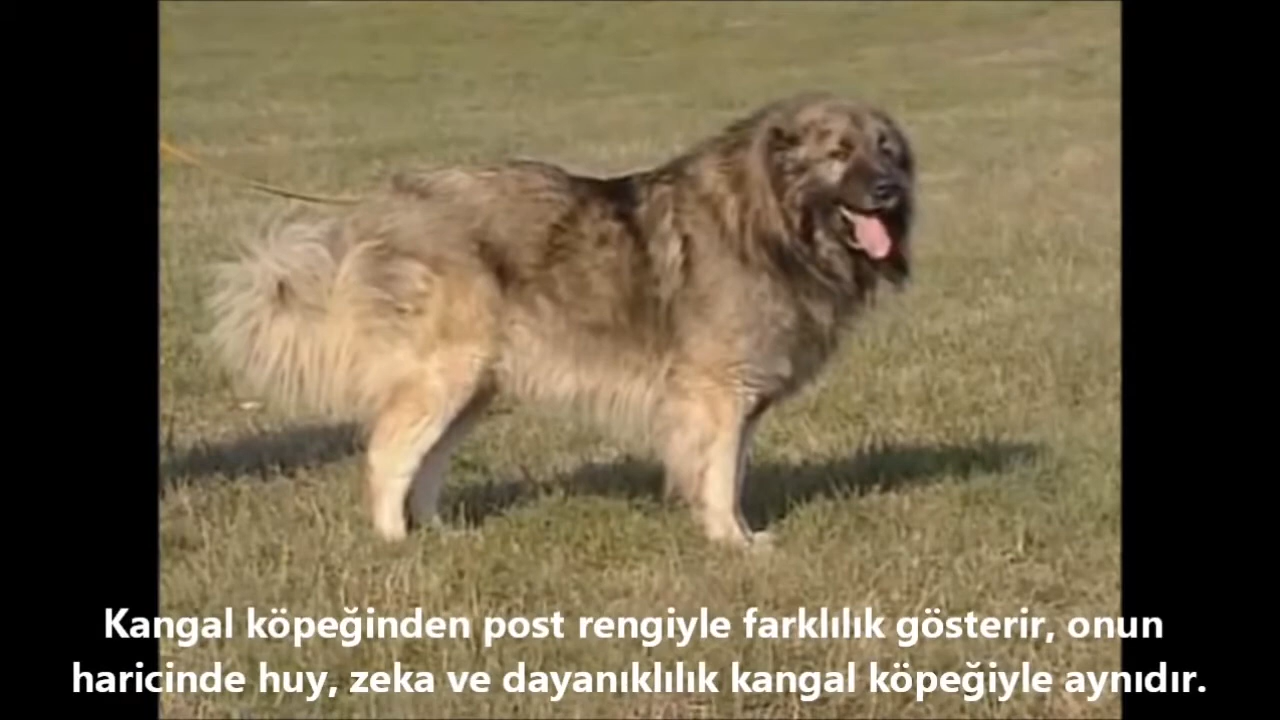 Kangal köpeğinden post rengiyle farklılık gösterir, onun
haricinde huy, zeka ve dayanıklılık kangal köpeğiyle aynıdır.